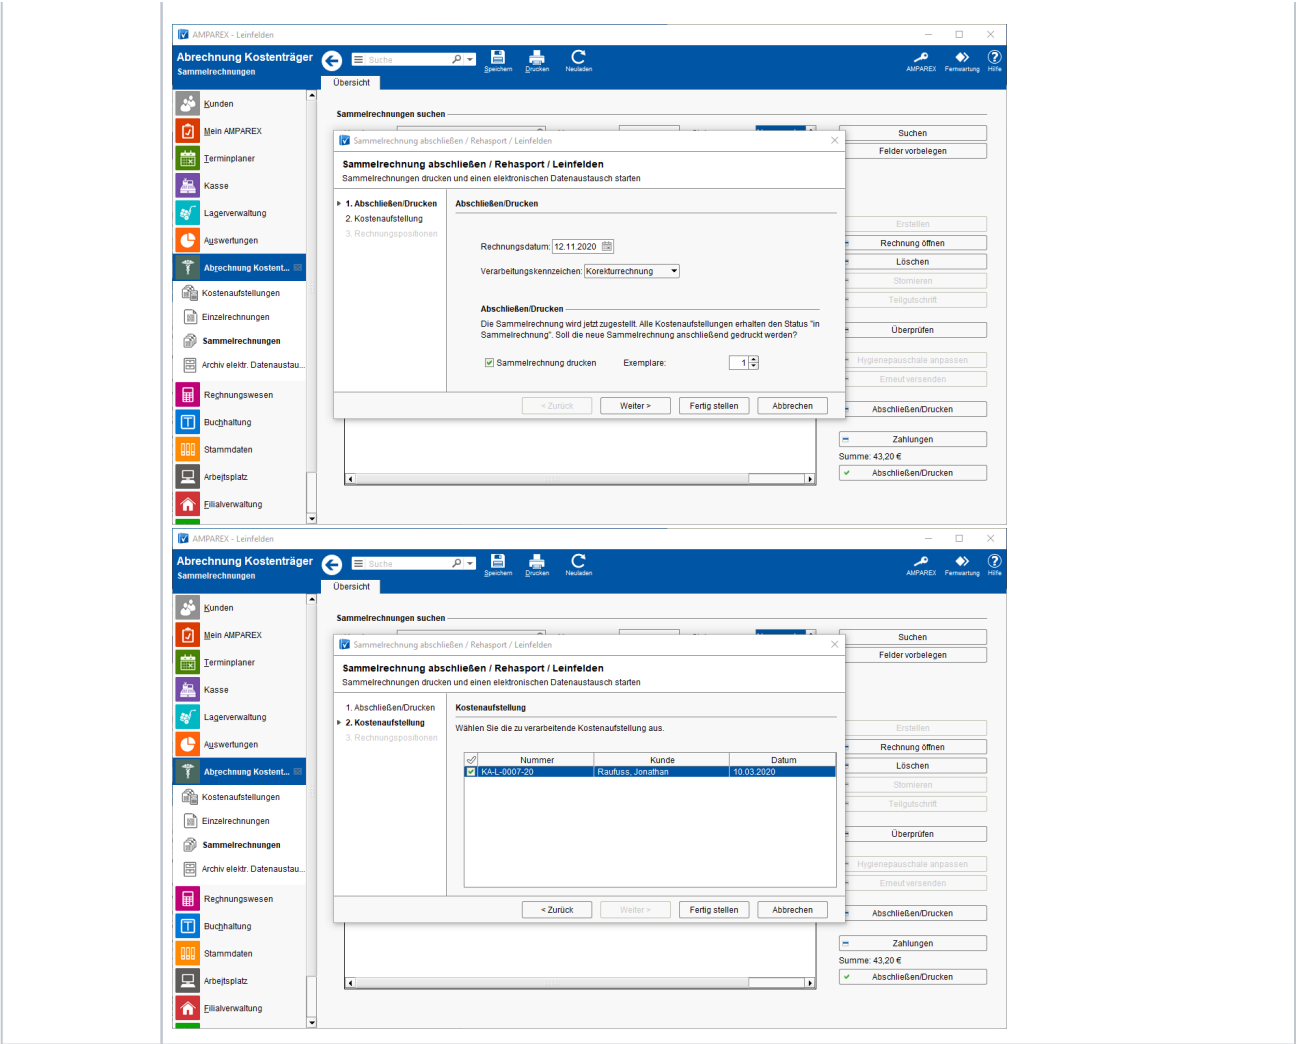 AMPAREX - Leinfelden
Abrechnung Kostenträger
Sammelrechnungen
Suche
Speichern
Drucken
Neuladen
AMPAREX
Fernwartung
Hilfe
Übersicht
Kunden
Mein AMPAREX
Terminplaner
Kasse
Lagerverwaltung
Auswertungen
Abrechnung Kostent...
Kostenaufstellungen
Einzelrechnungen
Sammelrechnungen
Archiv elektr. Datenaustau...
Rechnungswesen
Buchhaltung
Stammdaten
Arbeitsplatz
Filialverwaltung
Sammelrechnungen suchen
Sammelrechnung abschließen / Rehasport / Leinfelden
Sammelrechnung abschließen / Rehasport / Leinfelden
Sammelrechnungen drucken und einen elektronischen Datenaustausch starten
1. Abschließen/Drucken
2. Kostenaufstellung
3. Rechnungspositionen
Abschließen/Drucken
Rechnungsdatum: 12.11.2020
Verarbeitungskennzeichen: Korekturrechnung
Abschließen/Drucken
Die Sammelrechnung wird jetzt zugestellt. Alle Kostenaufstellungen erhalten den Status "in
Sammelrechnung". Soll die neue Sammelrechnung anschließend gedruckt werden?
Sammelrechnung drucken Exemplare: 1
< Zurück Weiter > Fertig stellen Abbrechen
Suchen
Felder vorbelegen
Erstellen
Rechnung öffnen
Löschen
Stornieren
Teilgutschrift
Überprüfen
Hygienepauschale anpassen
Erneut versenden
Abschließen/Drucken
Zahlungen
Summe: 43,20 €
Abschließen/Drucken
AMPAREX - Leinfelden
Abrechnung Kostenträger
Sammelrechnungen
Suche
Speichern
Drucken
Neuladen
AMPAREX
Fernwartung
Hilfe
Übersicht
Kunden
Mein AMPAREX
Terminplaner
Kasse
Lagerverwaltung
Auswertungen
Abrechnung Kostent...
Kostenaufstellungen
Einzelrechnungen
Sammelrechnungen
Archiv elektr. Datenaustau...
Rechnungswesen
Buchhaltung
Stammdaten
Arbeitsplatz
Filialverwaltung
Sammelrechnungen suchen
Sammelrechnung abschließen / Rehasport / Leinfelden
Sammelrechnung abschließen / Rehasport / Leinfelden
Sammelrechnungen drucken und einen elektronischen Datenaustausch starten
1. Abschließen/Drucken
2. Kostenaufstellung
3. Rechnungspositionen
Kostenaufstellung
Wählen Sie die zu verarbeitende Kostenaufstellung aus.
Nummer Kunde Datum
KA-L-0007-20 Raufuss, Jonathan 10.03.2020
< Zurück Weiter > Fertig stellen Abbrechen
Suchen
Felder vorbelegen
Erstellen
Rechnung öffnen
Löschen
Stornieren
Teilgutschrift
Überprüfen
Hygienepauschale anpassen
Erneut versenden
Abschließen/Drucken
Zahlungen
Summe: 43,20 €
Abschließen/Drucken